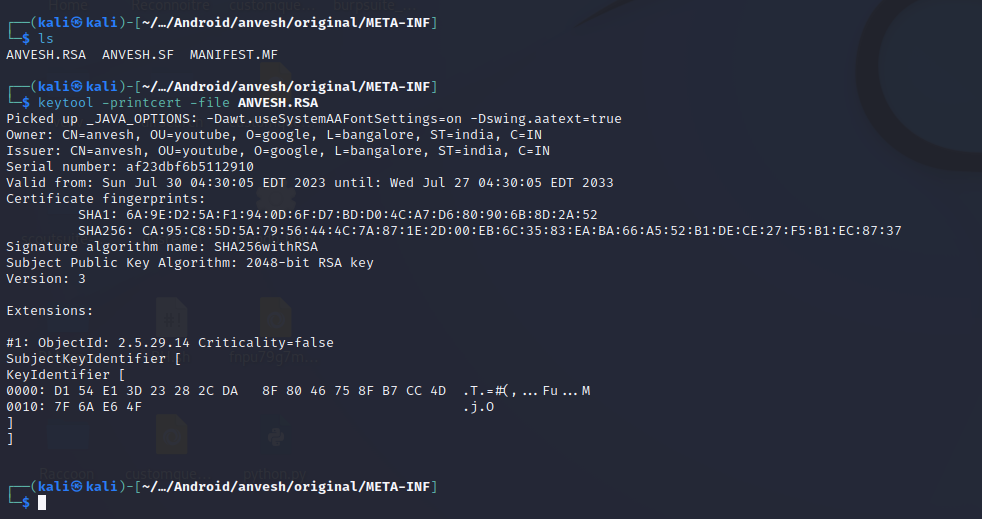 Home Reconnoitre customque... burpsuite_...
┌──(kali㉿kali)-[~/…/Android/anvesh/original/META-INF]
└─$ ls
ANVESH.RSA  ANVESH.SF  MANIFEST.MF
┌──(kali㉿kali)-[~/…/Android/anvesh/original/META-INF]
└─$ keytool -printcert -file ANVESH.RSA
Picked up _JAVA_OPTIONS: -Dawt.useSystemAAFontSettings=on -Dswing.aatext=true
Owner: CN=anvesh, OU=youtube, O=google, L=bangalore, ST=india, C=IN
Issuer: CN=anvesh, OU=youtube, O=google, L=bangalore, ST=india, C=IN
Serial number: af23dbf6b5112910
Valid from: Sun Jul 30 04:30:05 EDT 2023 until: Wed Jul 27 04:30:05 EDT 2033
Certificate fingerprints:
SHA1: 6A:9E:D2:5A:F1:94:0D:6F:D7:BD:D0:4C:A7:D6:80:90:6B:8D:2A:52
SHA256: CA:95:C8:5D:5A:79:56:44:4C:7A:87:1E:2D:00:EB:6C:35:83:EA:BA:66:A5:52:B1:DE:CE:27:F5:B1:EC:87:37
Signature algorithm name: SHA256withRSA
Subject Public Key Algorithm: 2048-bit RSA key
Version: 3
Extensions:
#1: ObjectId: 2.5.29.14 Criticality=false
SubjectKeyIdentifier [
KeyIdentifier [
0000: D1 54 E1 3D 23 28 2C DA   8F 80 46 75 8F B7 CC 4D  .T.=#(,...Fu...M
0010: 7F 6A E6 4F                                        .j.O
]
]
Raccoon customque... python.py
┌──(kali㉿kali)-[~/…/Android/anvesh/original/META-INF]
└─$